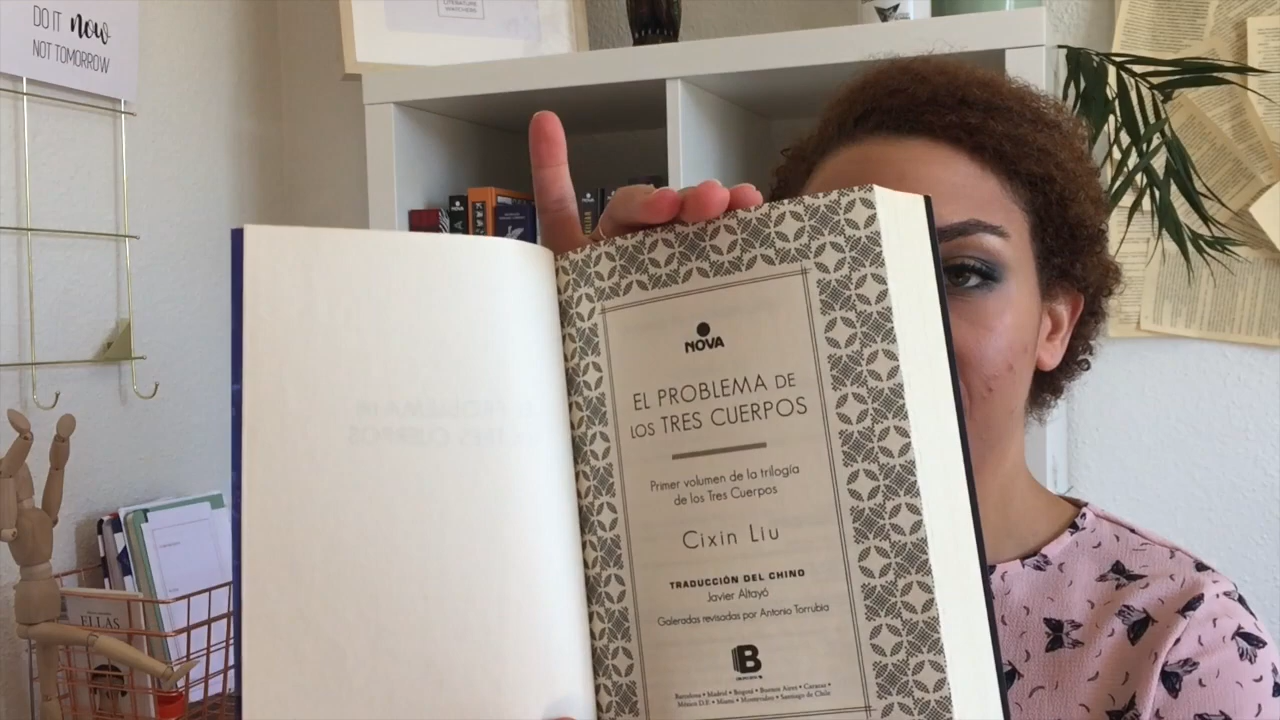 DO IT now
NOT TOMORROW
LITERATURE
NOVA
NOVA
EL PROBLEMA DE
LOS TRES CUERPOS
Primer volumen de la trilogía
de los Tres Cuerpos
Cixin Liu
TRADUCCIÓN DEL CHINO
Javier Altayó
Galeradas revisadas por Antonio Torrubia
B
Barcelona • Madrid • Bogotá • Buenos Aires • Caracas •
México D.F. • Miami • Montevideo • Santiago de Chile
ELLAS